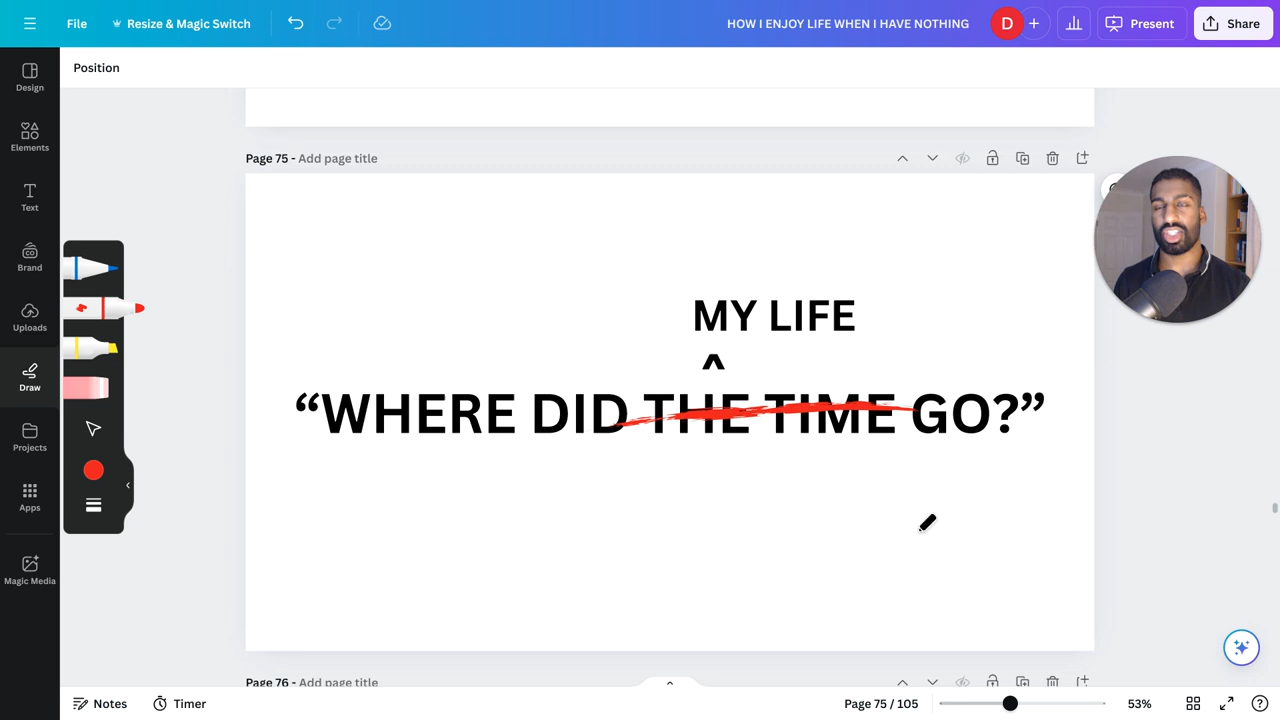 File
Resize & Magic Switch
HOW I ENJOY LIFE WHEN I HAVE NOTHING
D
+
Present
Share
Position
Design
Elements
Text
Brand
Uploads
Draw
Projects
Apps
Magic Media
Page 75 - Add page title
MY LIFE
^
“WHERE DID THE TIME GO?”
Page 76 - Add page title
Notes
Timer
Page 75 / 105
53%